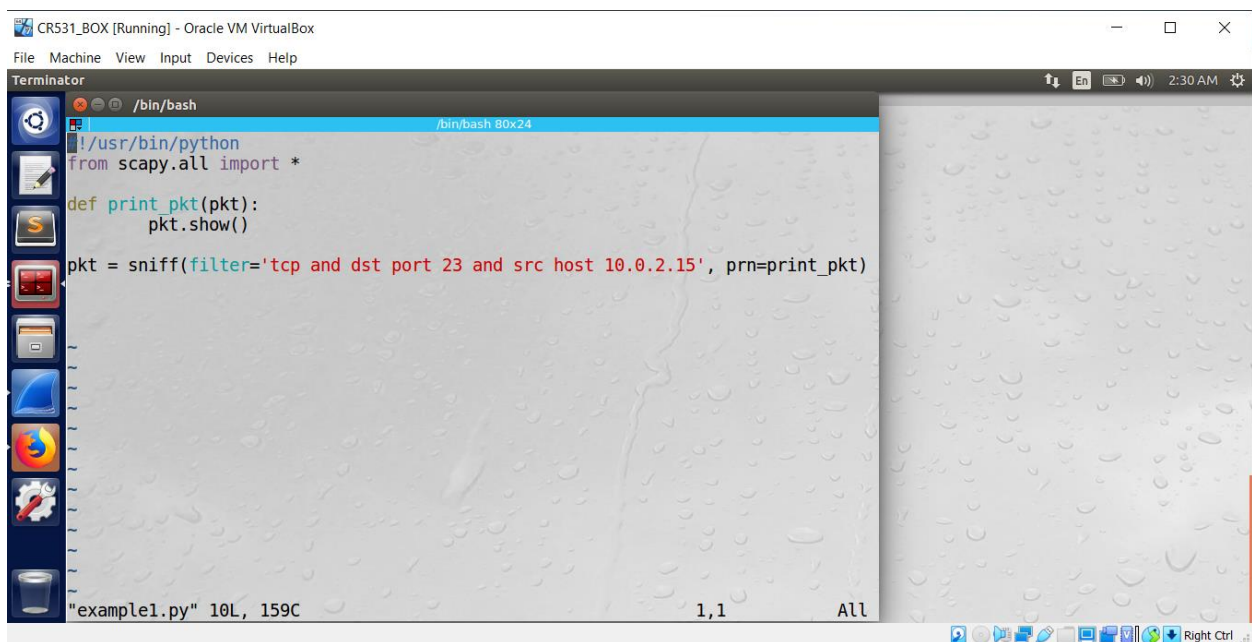 CR531_BOX [Running] - Oracle VM VirtualBox
File Machine View Input Devices Help
Terminator
En
2:30 AM
/bin/bash
/bin/bash 80x24
#!/usr/bin/python
from scapy.all import *
def print_pkt(pkt):
pkt.show()
pkt = sniff(filter='tcp and dst port 23 and src host 10.0.2.15', prn=print_pkt)
~
~
~
~
~
~
~
~
~
~
~
~
~
"example1.py" 10L, 159C 1,1 All
Right Ctrl